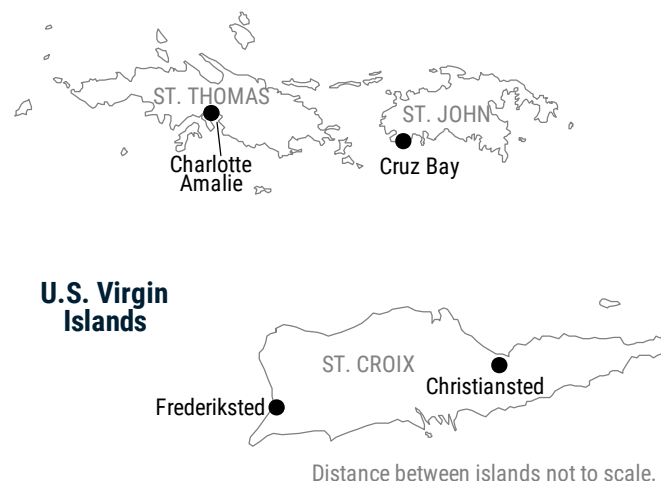 ST. THOMAS
ST. JOHN
Charlotte
Amalie
Cruz Bay
U.S. Virgin
Islands
ST. CROIX
Christiansted
Frederiksted
Distance between islands not to scale.